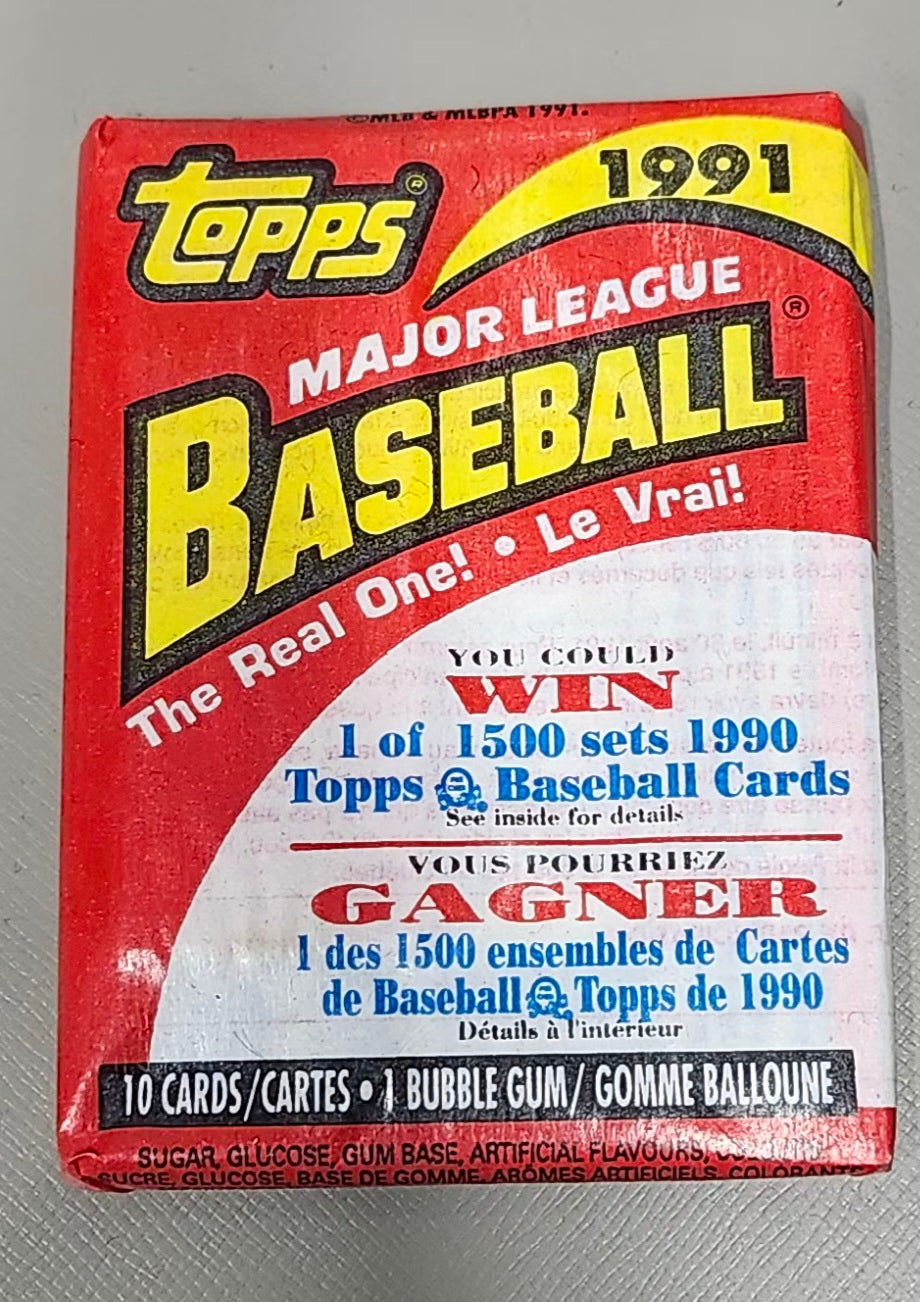 ©MLB & MLBPA 1991.
Topps®
1991
MAJOR LEAGUE
BASEBALL®
The Real One! • Le Vrai!
YOU COULD
WIN
1 of 1500 sets 1990
Topps Baseball Cards
See inside for details
VOUS POURRIEZ
GAGNER
1 des 1500 ensembles de Cartes
de Baseball Topps de 1990
Détails à l'intérieur
10 CARDS/CARTES • 1 BUBBLE GUM/GOMME BALLOUNE
SUGAR, GLUCOSE, GUM BASE, ARTIFICIAL FLAVOURS,
SUCRE, GLUCOSE, BASE DE GOMME, ARÔMES ARTIFICIELS, COLORANTS